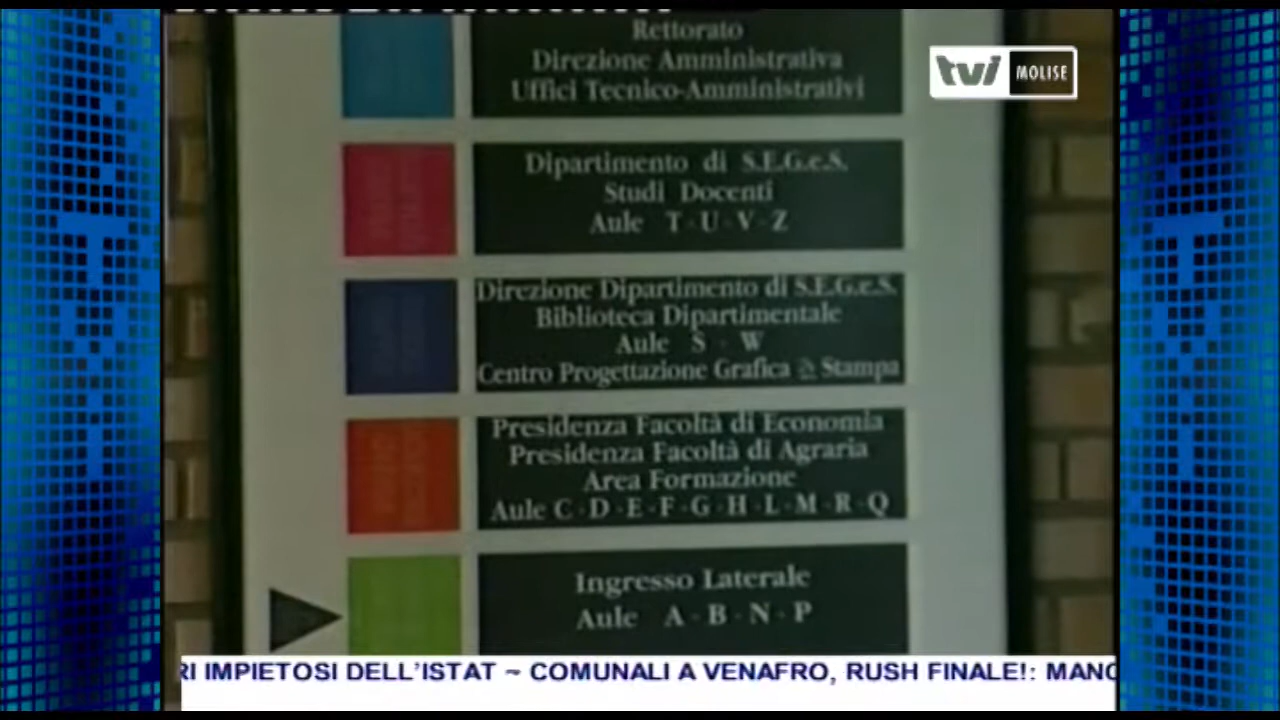 Rettorato
Direzione Amministrativa
Uffici Tecnico-Amministrativi
tvi MOLISE
Dipartimento di S.E.G.e.S.
Studi Docenti
Aule T - U - V - Z
Direzione Dipartimento di S.E.G.e.S.
Biblioteca Dipartimentale
Aule S - W
Centro Progettazione Grafica e Stampa
Presidenza Facoltà di Economia
Presidenza Facoltà di Agraria
Area Formazione
Aule C - D - E - F - G - H - L - M - R - Q
Ingresso Laterale
Aule A - B - N - P
RI IMPIETOSI DELL'ISTAT ~ COMUNALI A VENAFRO, RUSH FINALE!: MANC